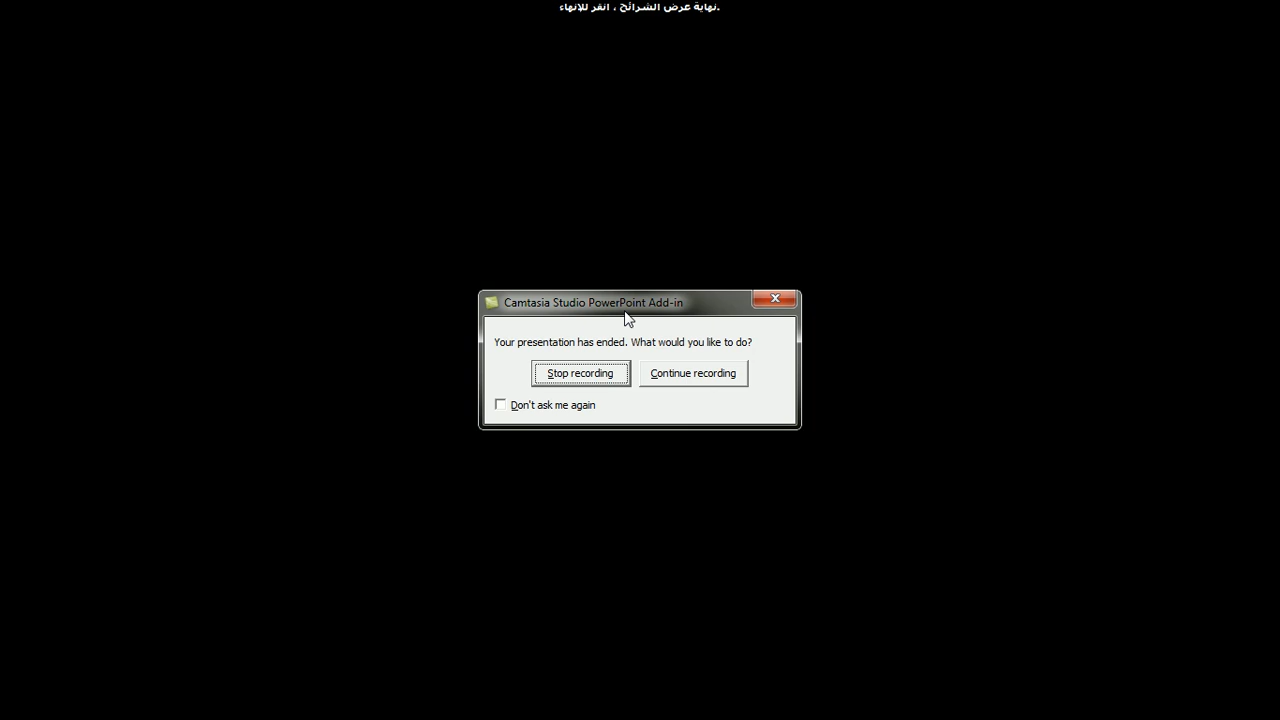 نهاية عرض الشرائح ، انقر للإنهاء.
Camtasia Studio PowerPoint Add-in
Your presentation has ended. What would you like to do?
Stop recording
Continue recording
Don't ask me again